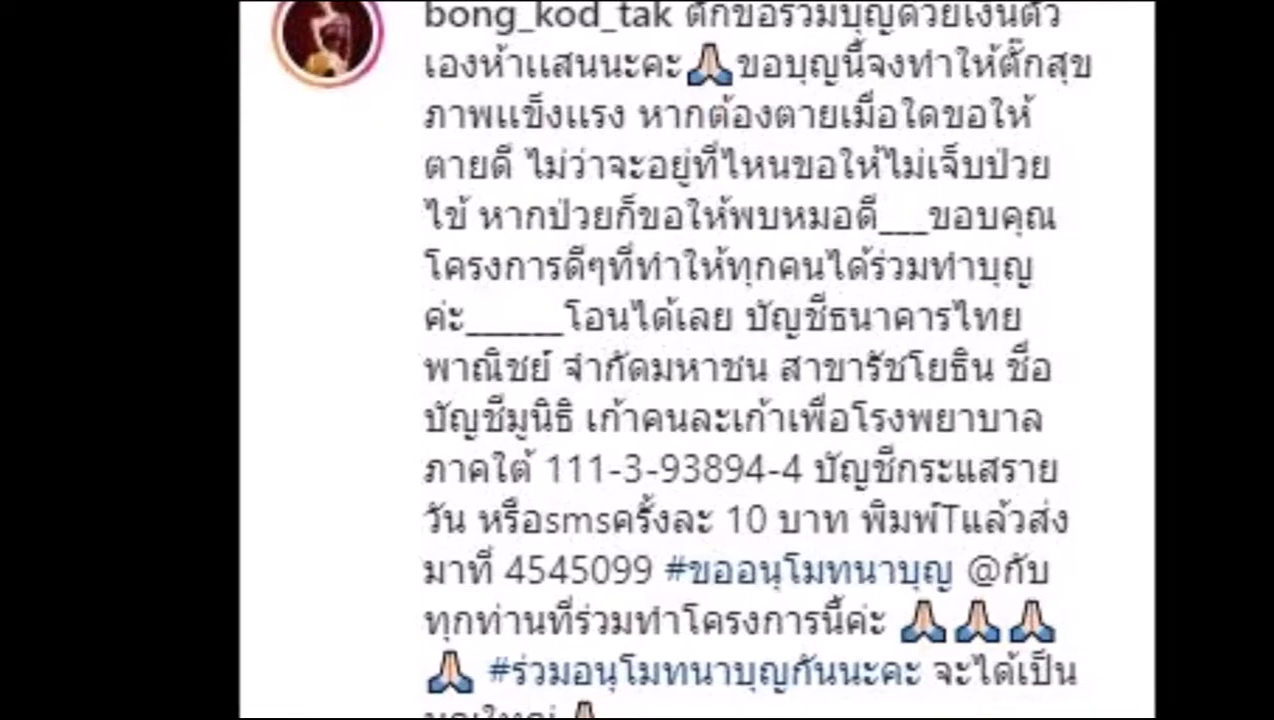 bong_kod_tak ตั๊กขอร่วมบุญด้วยเงินตัว
เองห้าแสนนะคะ🙏🏻ขอบุญนี้จงทำให้ตั๊กสุข
ภาพแข็งแรง หากต้องตายเมื่อใดขอให้
ตายดี ไม่ว่าจะอยู่ที่ไหนขอให้ไม่เจ็บป่วย
ไข้ หากป่วยก็ขอให้พบหมอดี___ขอบคุณ
โครงการดีๆที่ทำให้ทุกคนได้ร่วมทำบุญ
ค่ะ______โอนได้เลย บัญชีธนาคารไทย
พาณิชย์ จำกัดมหาชน สาขารัชโยธิน ชื่อ
บัญชีมูนิธิ เก้าคนละเก้าเพื่อโรงพยาบาล
ภาคใต้ 111-3-93894-4 บัญชีกระแสราย
วัน หรือsmsครั้งละ 10 บาท พิมพ์Tแล้วส่ง
มาที่ 4545099 #ขออนุโมทนาบุญ @กับ
ทุกท่านที่ร่วมทำโครงการนี้ค่ะ 🙏🏻🙏🏻🙏🏻
🙏🏻 #ร่วมอนุโมทนาบุญกันนะคะ จะได้เป็น